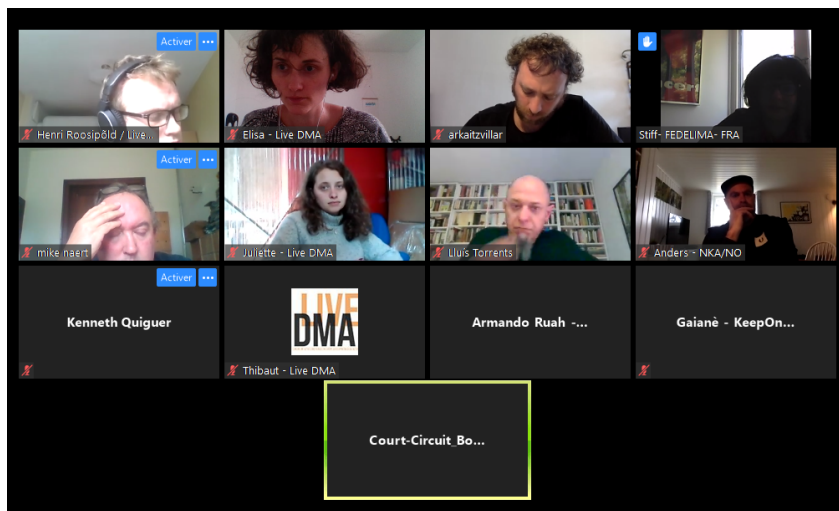 Activer
Henri Roosipõld / Live...
Elisa - Live DMA
arkaitzvillar
Stiff- FEDELIMA- FRA
Activer
mike naert
Juliette - Live DMA
Lluís Torrents
Anders - NKA/NO
Activer
Kenneth Quiguer
LIVE
DMA
Thibaut - Live DMA
Armando Ruah -...
Gaianè - KeepOn...
Court-Circuit_Bo...